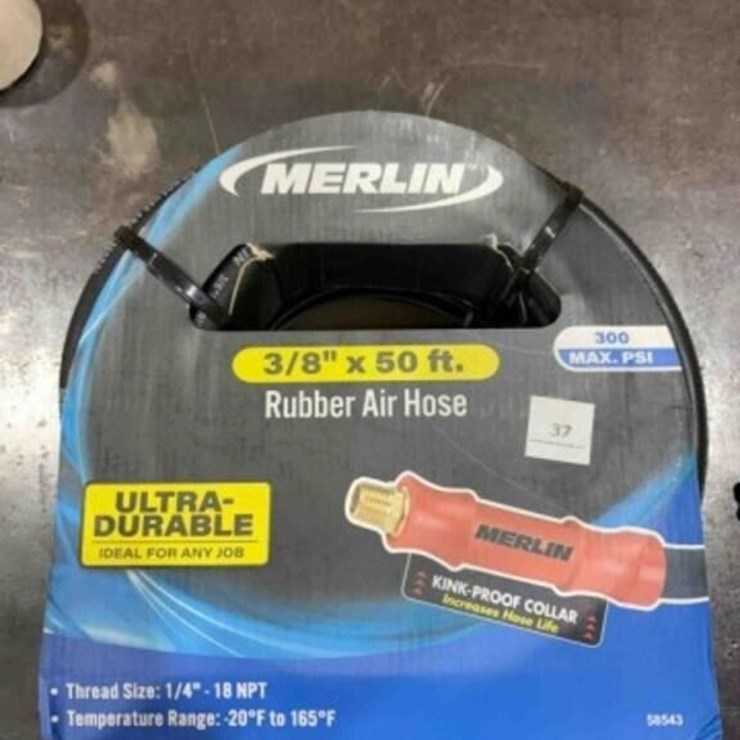 MERLIN™
3/8" x 50 ft.
Rubber Air Hose
300
MAX. PSI
37
ULTRA-
DURABLE
IDEAL FOR ANY JOB
MERLIN
KINK-PROOF COLLAR
Increases Hose Life
• Thread Size: 1/4" - 18 NPT
• Temperature Range: -20°F to 165°F
58543